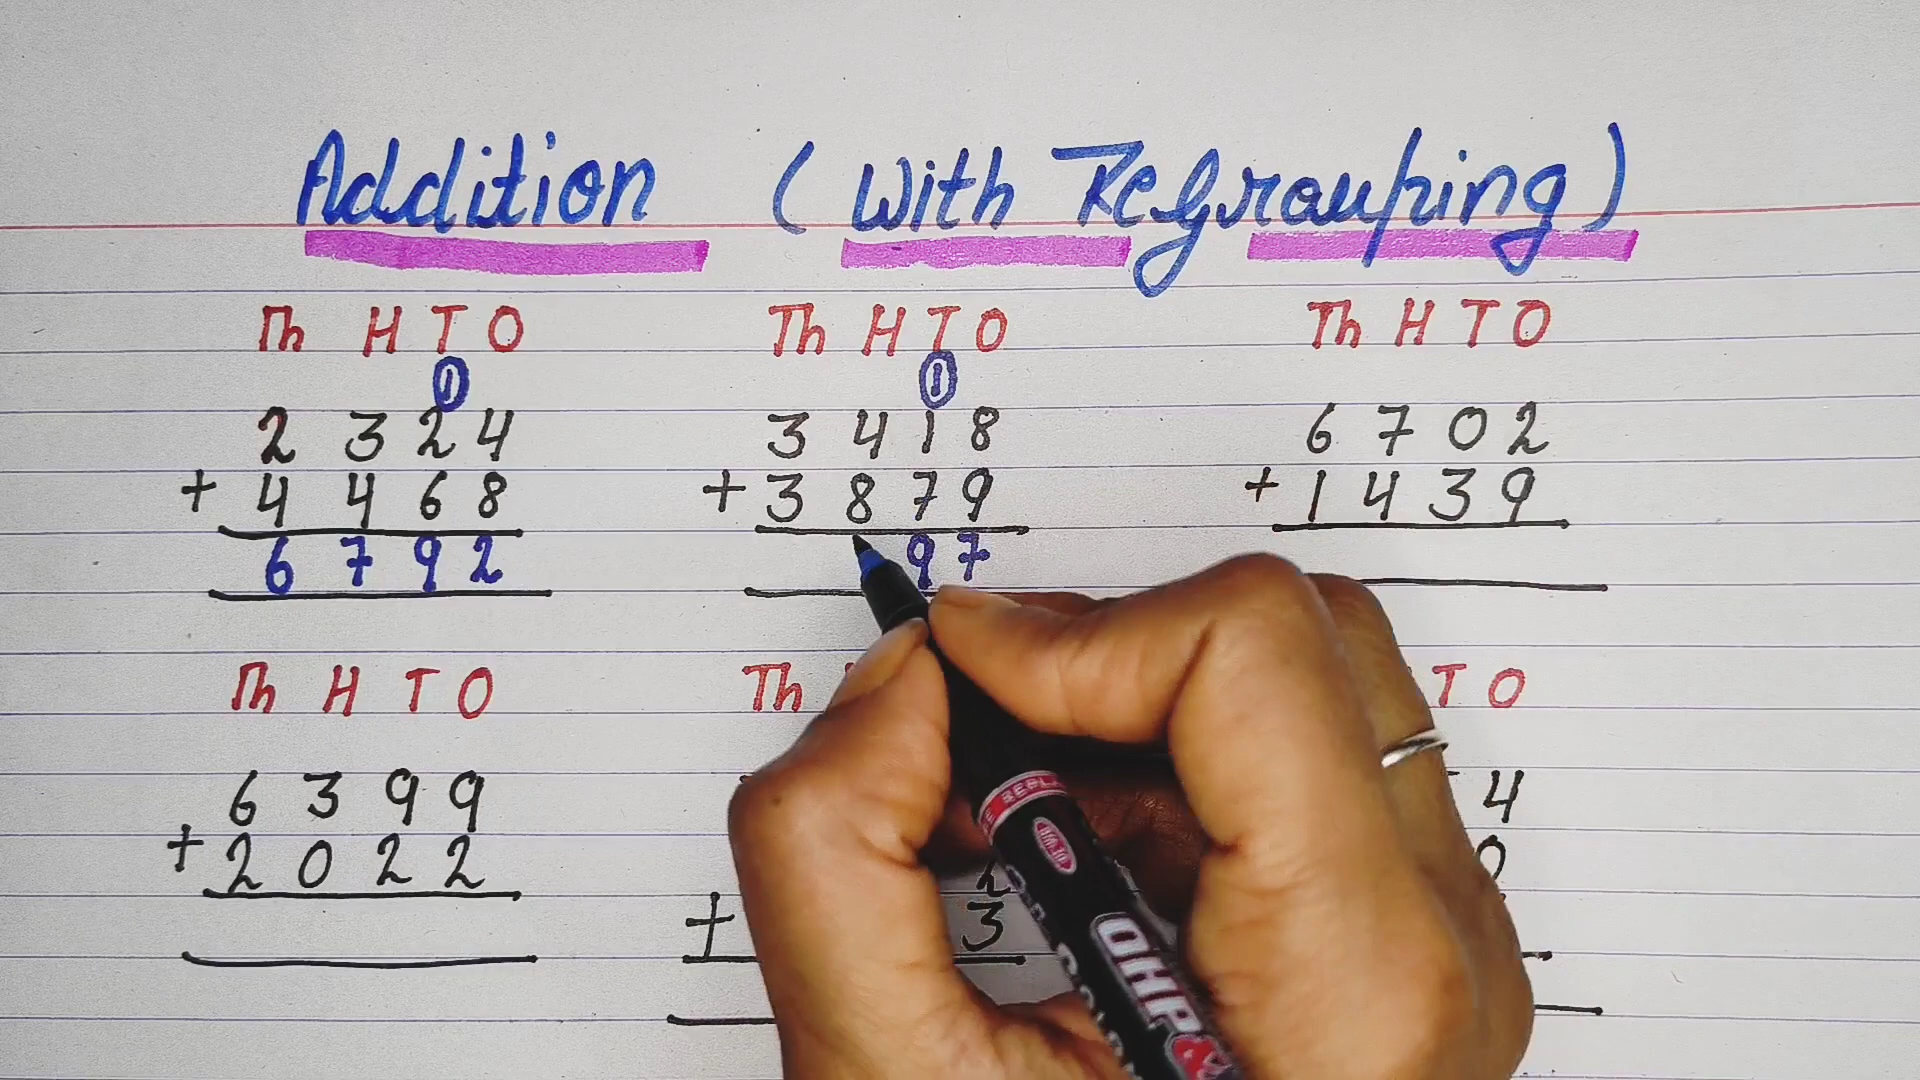 Addition (With Regrouping)
Th H T O Th H T O Th H T O
1 1
2 3 2 4 3 4 1 8 6 7 0 2
+ 4 4 6 8 + 3 8 7 9 + 1 4 3 9
6 7 9 2 9 7
Th H T O Th T O
6 3 9 9 4
+ 2 0 2 2
+ 3
OHP